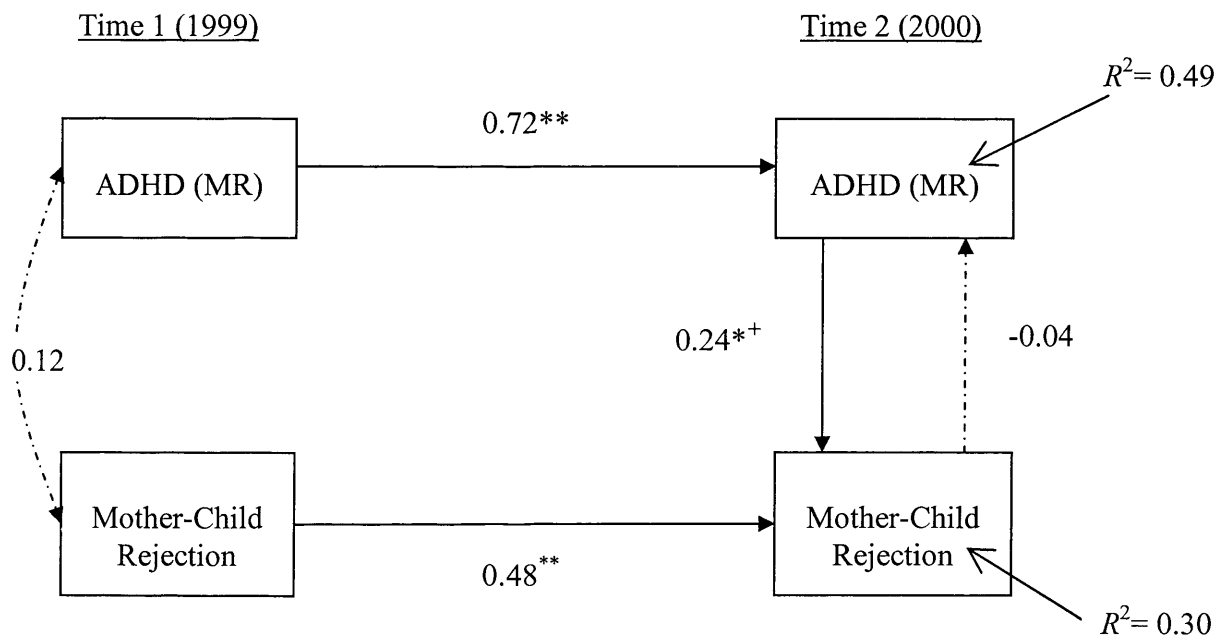 Time 1 (1999)
Time 2 (2000)
R²= 0.49
0.72**
ADHD (MR)
ADHD (MR)
0.24*⁺
-0.04
0.12
Mother-Child
Rejection
Mother-Child
Rejection
0.48**
R²= 0.30